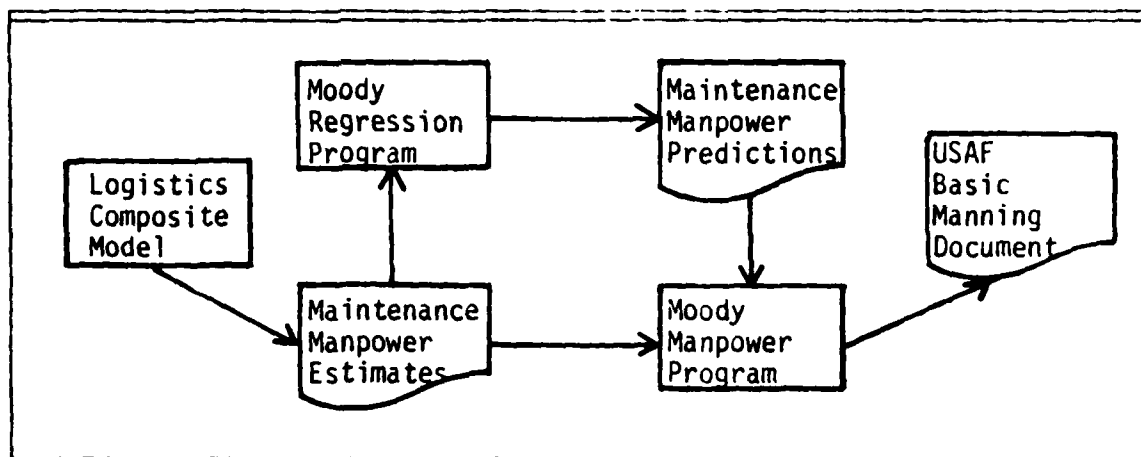 Moody
Regression
Program
Maintenance
Manpower
Predictions
USAF
Basic
Manning
Document
Logistics
Composite
Model
Maintenance
Manpower
Estimates
Moody
Manpower
Program